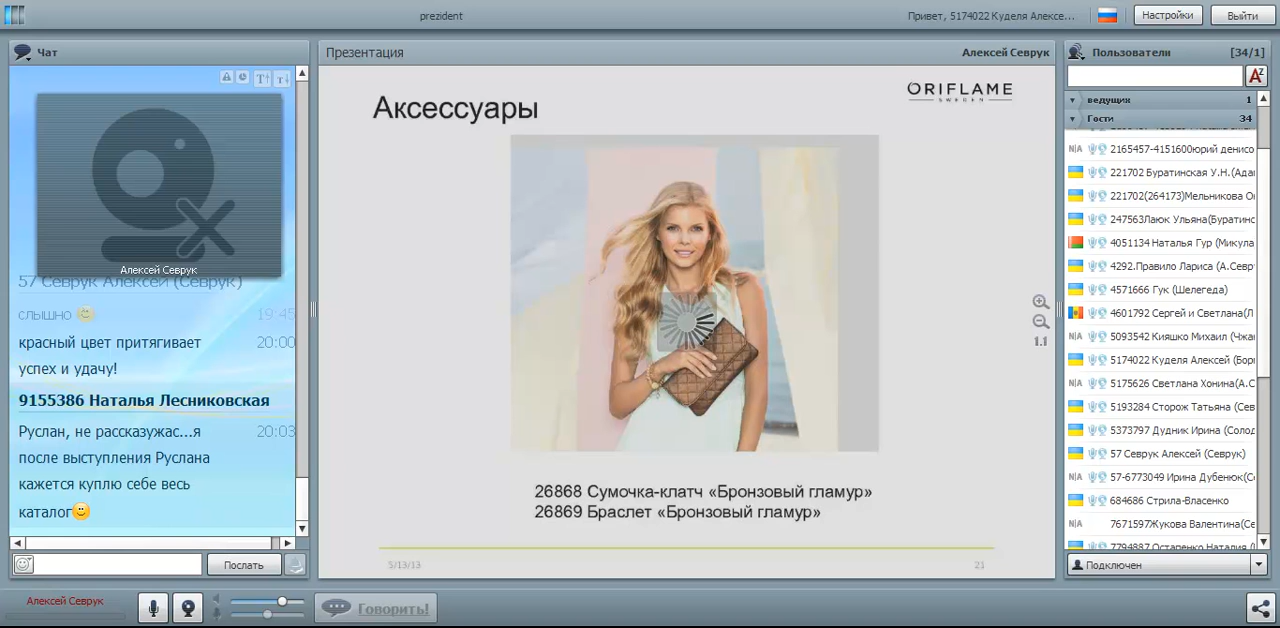 prezident
Привет, 5174022 Куделя Алексе...
Настройки
Выйти
Чат
Алексей Севрук
57 Севрук Алексей (Севрук)
слышно 19:45
красный цвет притягивает 20:00
успех и удачу!
9155386 Наталья Лесниковская
Руслан, не рассказужас...я 20:03
после выступления Руслана
кажется куплю себе весь
каталог
Послать
Презентация
Алексей Севрук
Аксессуары
ORIFLAME
SWEDEN
26868 Сумочка-клатч «Бронзовый гламур»
26869 Браслет «Бронзовый гламур»
5/13/13
21
1.1
Пользователи [34/1]
ведущих 1
Гости 34
N/A 2165457-4151600юрий денисо
221702 Буратинская У.Н.(Ада
221702(264173)Мельникова О
247563Лаюк Ульяна(Буратинс
4051134 Наталья Гур (Микула
4292.Правило Лариса (А.Севр
4571666 Гук (Шелегеда)
4601792 Сергей и Светлана(Л
N/A 5093542 Кияшко Михаил (Чжа
5174022 Куделя Алексей (Бор
N/A 5175626 Светлана Хонина(А.С
5193284 Сторож Татьяна (Сев
5373797 Дудник Ирина (Солод
57 Севрук Алексей (Севрук)
N/A 57-6773049 Ирина Дубенюк(С
684686 Стрила-Власенко
N/A 7671597Жукова Валентина(Се
7794887 Остаренко Наталия (
Подключен
Алексей Севрук
Говорить!